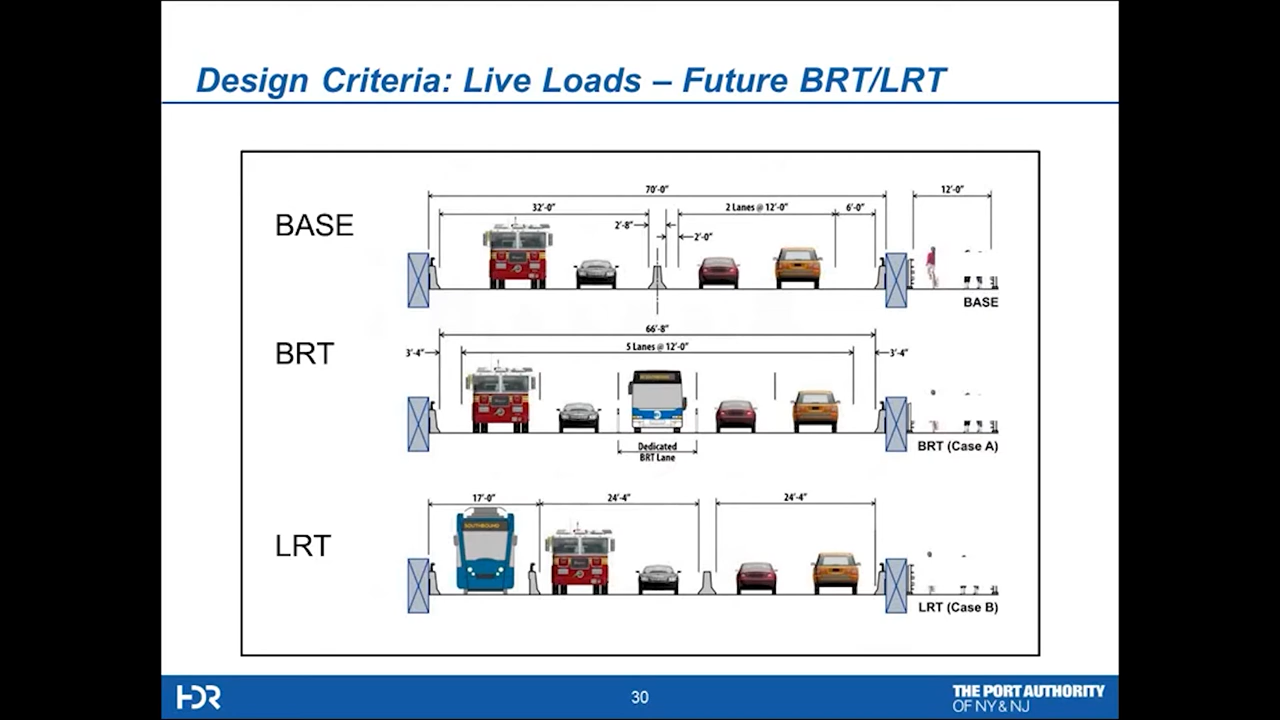 Design Criteria: Live Loads – Future BRT/LRT
BASE
70'-0"
12'-0"
32'-0"
2 Lanes @ 12'-0"
6'-0"
2'-8"
2'-0"
BASE
BRT
66'-8"
3'-4"
5 Lanes @ 12'-0"
3'-4"
Dedicated
BRT Lane
BRT (Case A)
LRT
17'-0"
24'-4"
24'-4"
SOUTHBOUND
LRT (Case B)
HDR
30
THE PORT AUTHORITY
OF NY & NJ